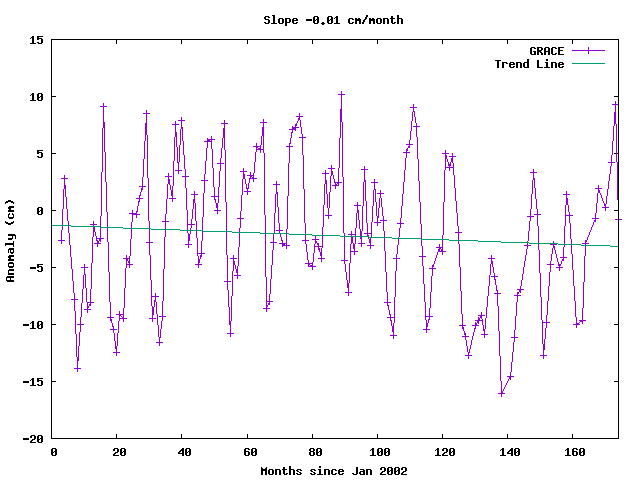 Slope -0.01 cm/month
GRACE
Trend Line
15
10
5
0
-5
-10
-15
-20
Anomaly (cm)
0 20 40 60 80 100 120 140 160
Months since Jan 2002